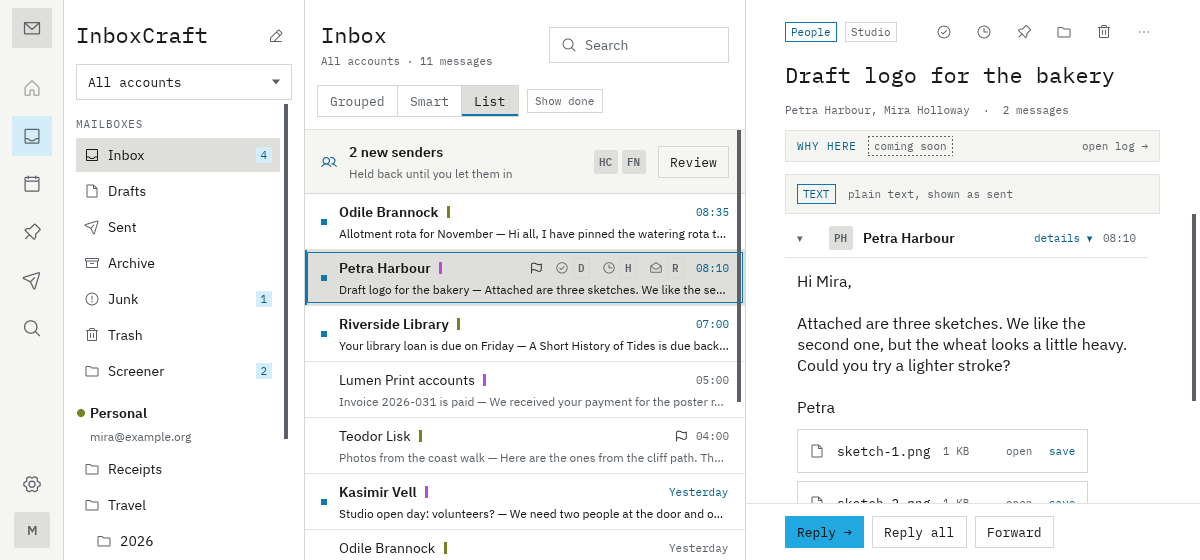 InboxCraft
All accounts
MAILBOXES
Inbox 4
Drafts
Sent
Archive
Junk 1
Trash
Screener 2
Personal
mira@example.org
Receipts
Travel
2026
M
Inbox
All accounts · 11 messages
Search
Grouped Smart List Show done
2 new senders
Held back until you let them in
HC FN Review
Odile Brannock 08:35
Allotment rota for November — Hi all, I have pinned the watering rota t…
Petra Harbour D H R 08:10
Draft logo for the bakery — Attached are three sketches. We like the se…
Riverside Library 07:00
Your library loan is due on Friday — A Short History of Tides is due back…
Lumen Print accounts 05:00
Invoice 2026-031 is paid — We received your payment for the poster r…
Teodor Lisk 04:00
Photos from the coast walk — Here are the ones from the cliff path. Th…
Kasimir Vell Yesterday
Studio open day: volunteers? — We need two people at the door and o…
Odile Brannock Yesterday
People Studio
Draft logo for the bakery
Petra Harbour, Mira Holloway · 2 messages
WHY HERE coming soon open log →
TEXT plain text, shown as sent
PH Petra Harbour details ▾ 08:10
Hi Mira,
Attached are three sketches. We like the
second one, but the wheat looks a little heavy.
Could you try a lighter stroke?
Petra
sketch-1.png 1 KB open save
sketch-2.png 1 KB open save
Reply → Reply all Forward